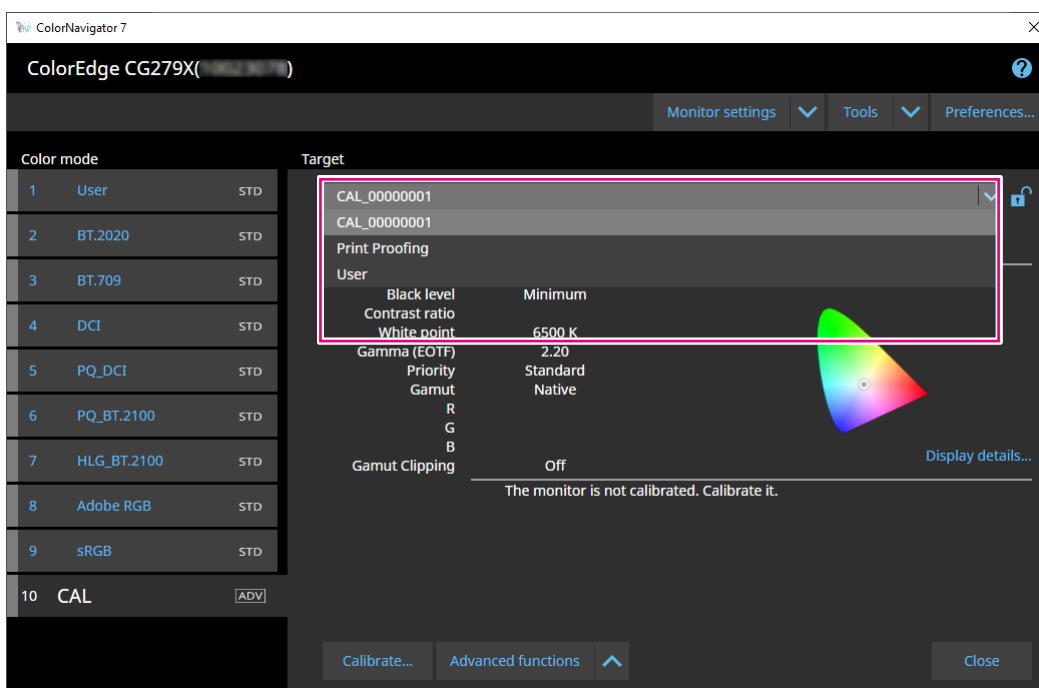 ColorNavigator 7
ColorEdge CG279X( )
Monitor settings Tools Preferences...
Color mode
1 User STD
2 BT.2020 STD
3 BT.709 STD
4 DCI STD
5 PQ_DCI STD
6 PQ_BT.2100 STD
7 HLG_BT.2100 STD
8 Adobe RGB STD
9 sRGB STD
10 CAL ADV
Target
CAL_00000001
CAL_00000001
Print Proofing
User
Black level Minimum
Contrast ratio
White point 6500 K
Gamma (EOTF) 2.20
Priority Standard
Gamut Native
R
G
B
Gamut Clipping Off
Display details...
The monitor is not calibrated. Calibrate it.
Calibrate... Advanced functions Close